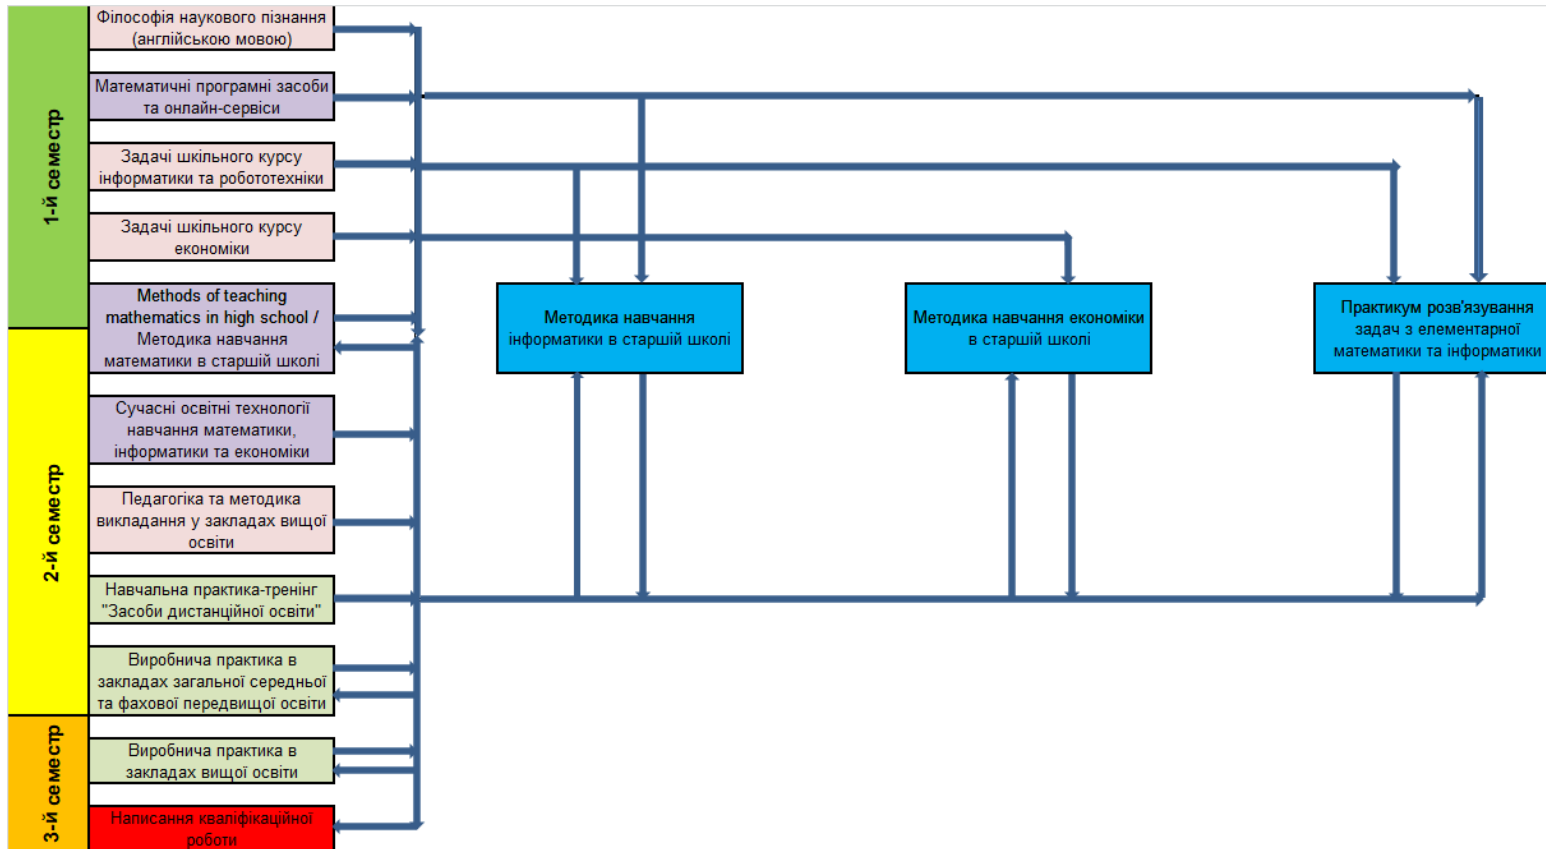 1-й семестр
Філософія наукового пізнання
(англійською мовою)
Математичні програмні засоби
та онлайн-сервіси
Задачі шкільного курсу
інформатики та робототехніки
Задачі шкільного курсу
економіки
Methods of teaching
mathematics in high school /
Методика навчання
математики в старшій школі
Методика навчання
інформатики в старшій школі
Методика навчання економіки
в старшій школі
Практикум розв'язування
задач з елементарної
математики та інформатики
2-й семестр
Сучасні освітні технології
навчання математики,
інформатики та економіки
Педагогіка та методика
викладання у закладах вищої
освіти
Навчальна практика-тренінг
"Засоби дистанційної освіти"
Виробнича практика в
закладах загальної середньої
та фахової передвищої освіти
3-й семестр
Виробнича практика в
закладах вищої освіти
Написання кваліфікаційної
роботи